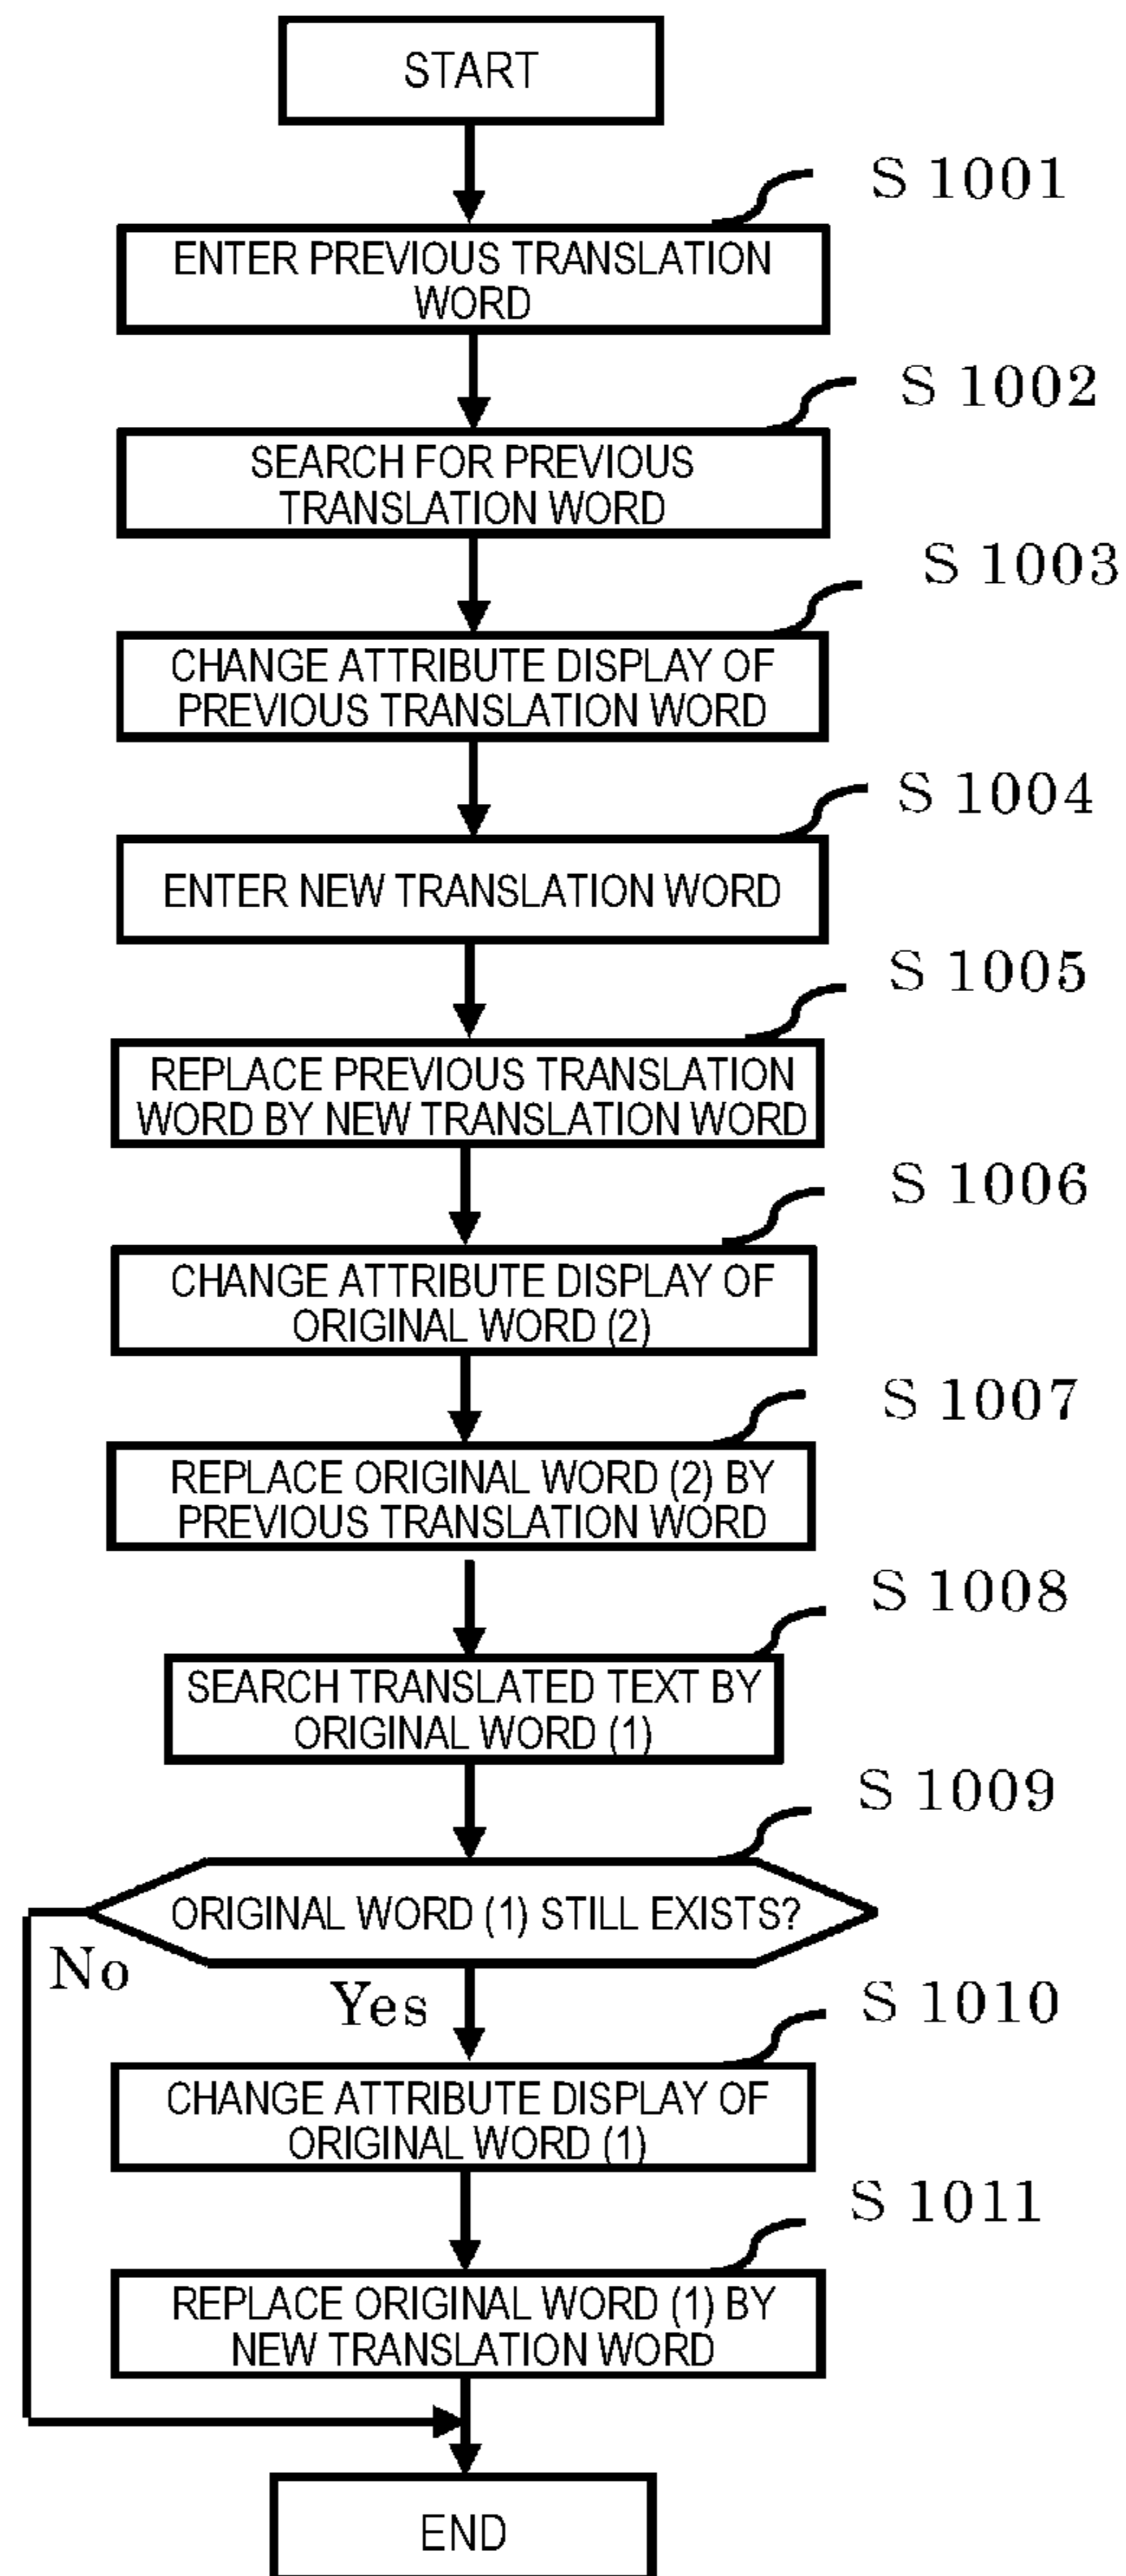 START
S 1001
ENTER PREVIOUS TRANSLATION
WORD
S 1002
SEARCH FOR PREVIOUS
TRANSLATION WORD
S 1003
CHANGE ATTRIBUTE DISPLAY OF
PREVIOUS TRANSLATION WORD
S 1004
ENTER NEW TRANSLATION WORD
S 1005
REPLACE PREVIOUS TRANSLATION
WORD BY NEW TRANSLATION WORD
S 1006
CHANGE ATTRIBUTE DISPLAY OF
ORIGINAL WORD (2)
S 1007
REPLACE ORIGINAL WORD (2) BY
PREVIOUS TRANSLATION WORD
S 1008
SEARCH TRANSLATED TEXT BY
ORIGINAL WORD (1)
S 1009
ORIGINAL WORD (1) STILL EXISTS?
No
Yes
S 1010
CHANGE ATTRIBUTE DISPLAY OF
ORIGINAL WORD (1)
S 1011
REPLACE ORIGINAL WORD (1) BY
NEW TRANSLATION WORD
END